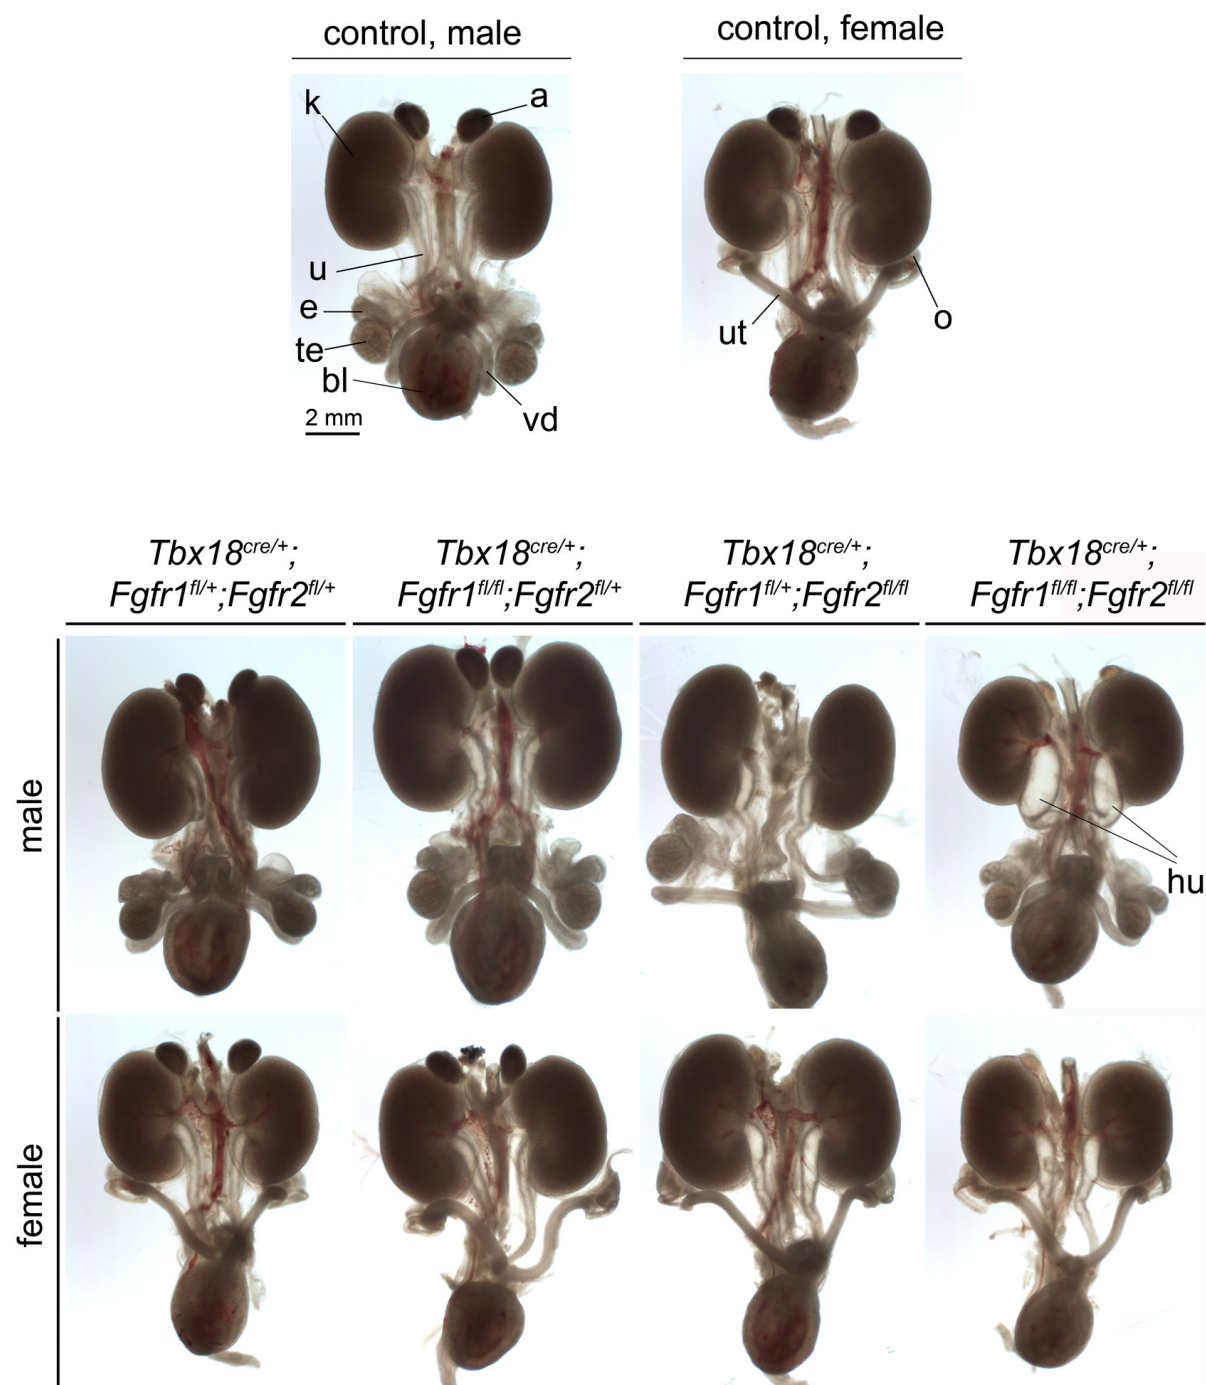 control, male
control, female
k
a
u
e
te
bl
vd
2 mm
ut
o
Tbx18cre/+;
Fgfr1fl/+;Fgfr2fl/+
Tbx18cre/+;
Fgfr1fl/fl;Fgfr2fl/+
Tbx18cre/+;
Fgfr1fl/+;Fgfr2fl/fl
Tbx18cre/+;
Fgfr1fl/fl;Fgfr2fl/fl
male
hu
female